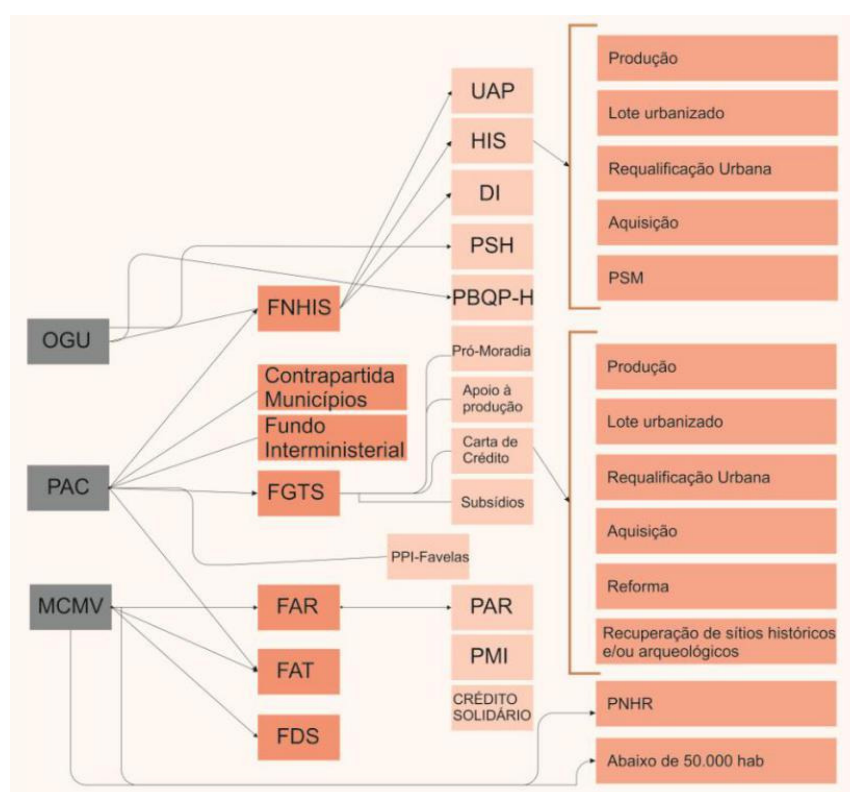 OGU
PAC
MCMV
FNHIS
Contrapartida
Municípios
Fundo
Interministerial
FGTS
FAR
FAT
FDS
UAP
HIS
DI
PSH
PBQP-H
Pró-Moradia
Apoio à
produção
Carta de
Crédito
Subsídios
PPI-Favelas
PAR
PMI
CRÉDITO
SOLIDÁRIO
Produção
Lote urbanizado
Requalificação Urbana
Aquisição
PSM
Produção
Lote urbanizado
Requalificação Urbana
Aquisição
Reforma
Recuperação de sítios históricos
e/ou arqueológicos
PNHR
Abaixo de 50.000 hab